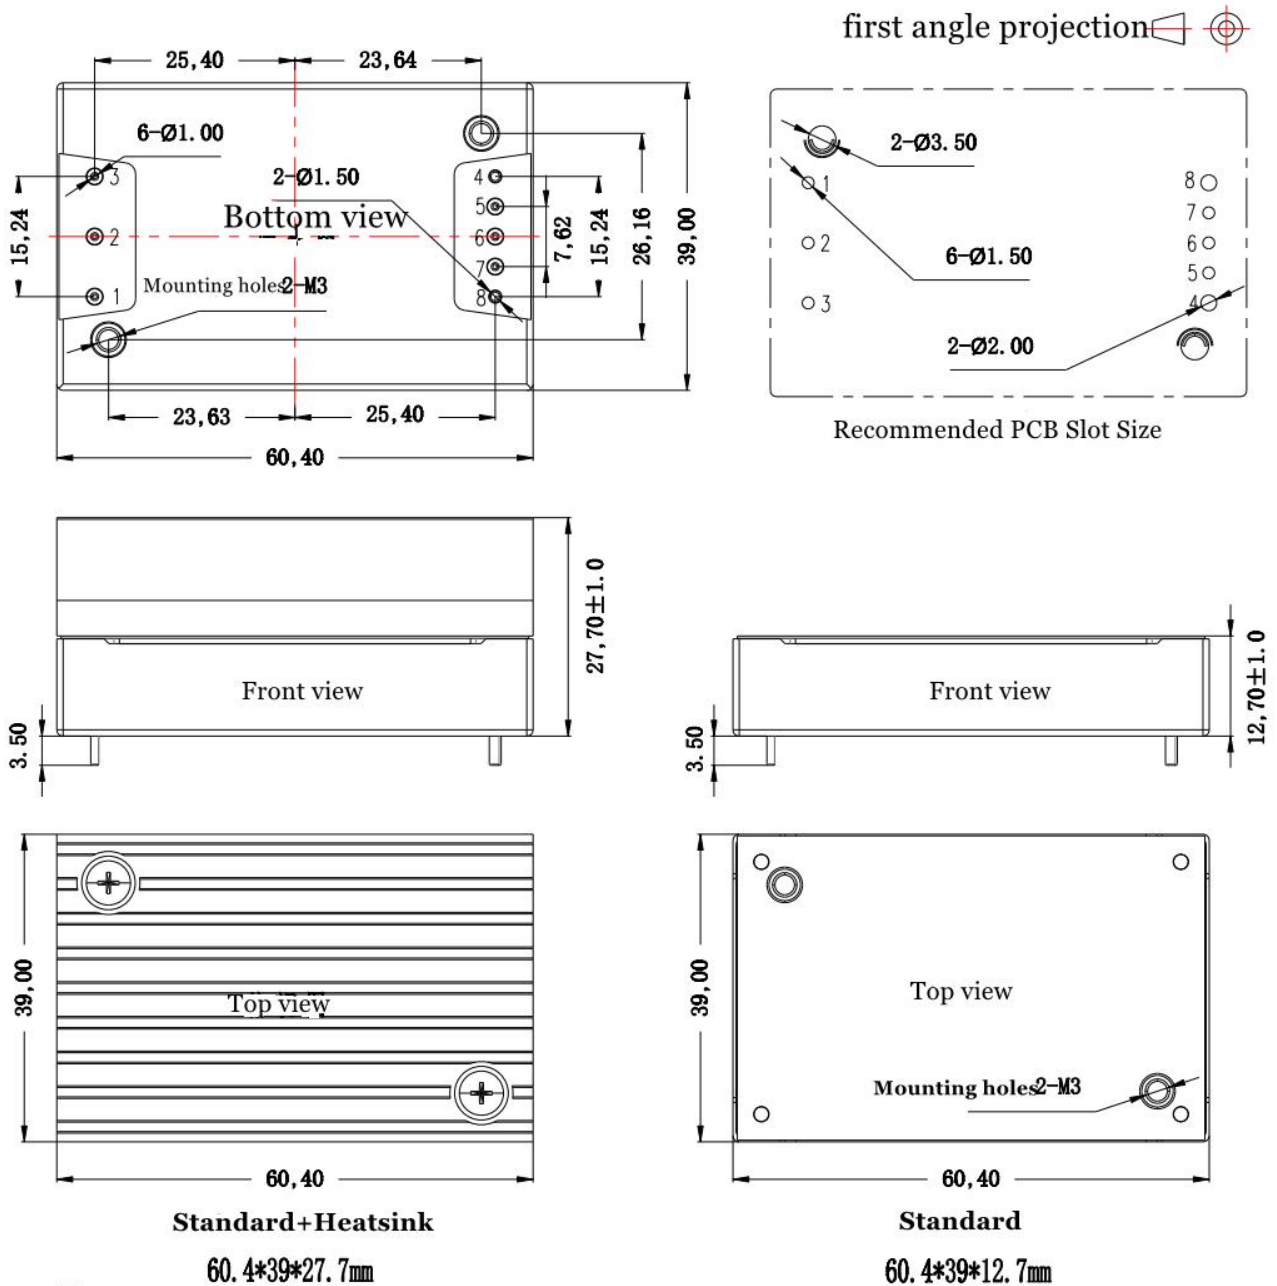 first angle projection
25,40
23,64
6-Ø1.00
2-Ø3.50
3
2-Ø1.50
4
1
8
5
7
15,24
Bottom view
2
6
7,62
15,24
26,16
39,00
2
6
7
6-Ø1.50
5
1
Mounting holes 2-M3
8
3
4
2-Ø2.00
23,63
25,40
Recommended PCB Slot Size
60,40
27,70±1.0
12,70±1.0
Front view
Front view
3.50
3.50
39,00
Top view
39,00
Top view
Mounting holes 2-M3
60,40
60,40
Standard+Heatsink
Standard
60.4*39*27.7mm
60.4*39*12.7mm